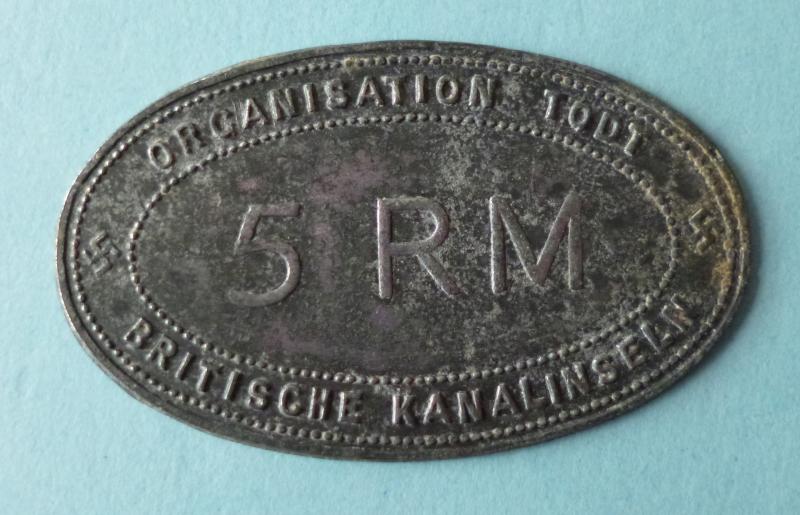 ORGANISATION TODT
5 RM
BRITISCHE KANALINSELN